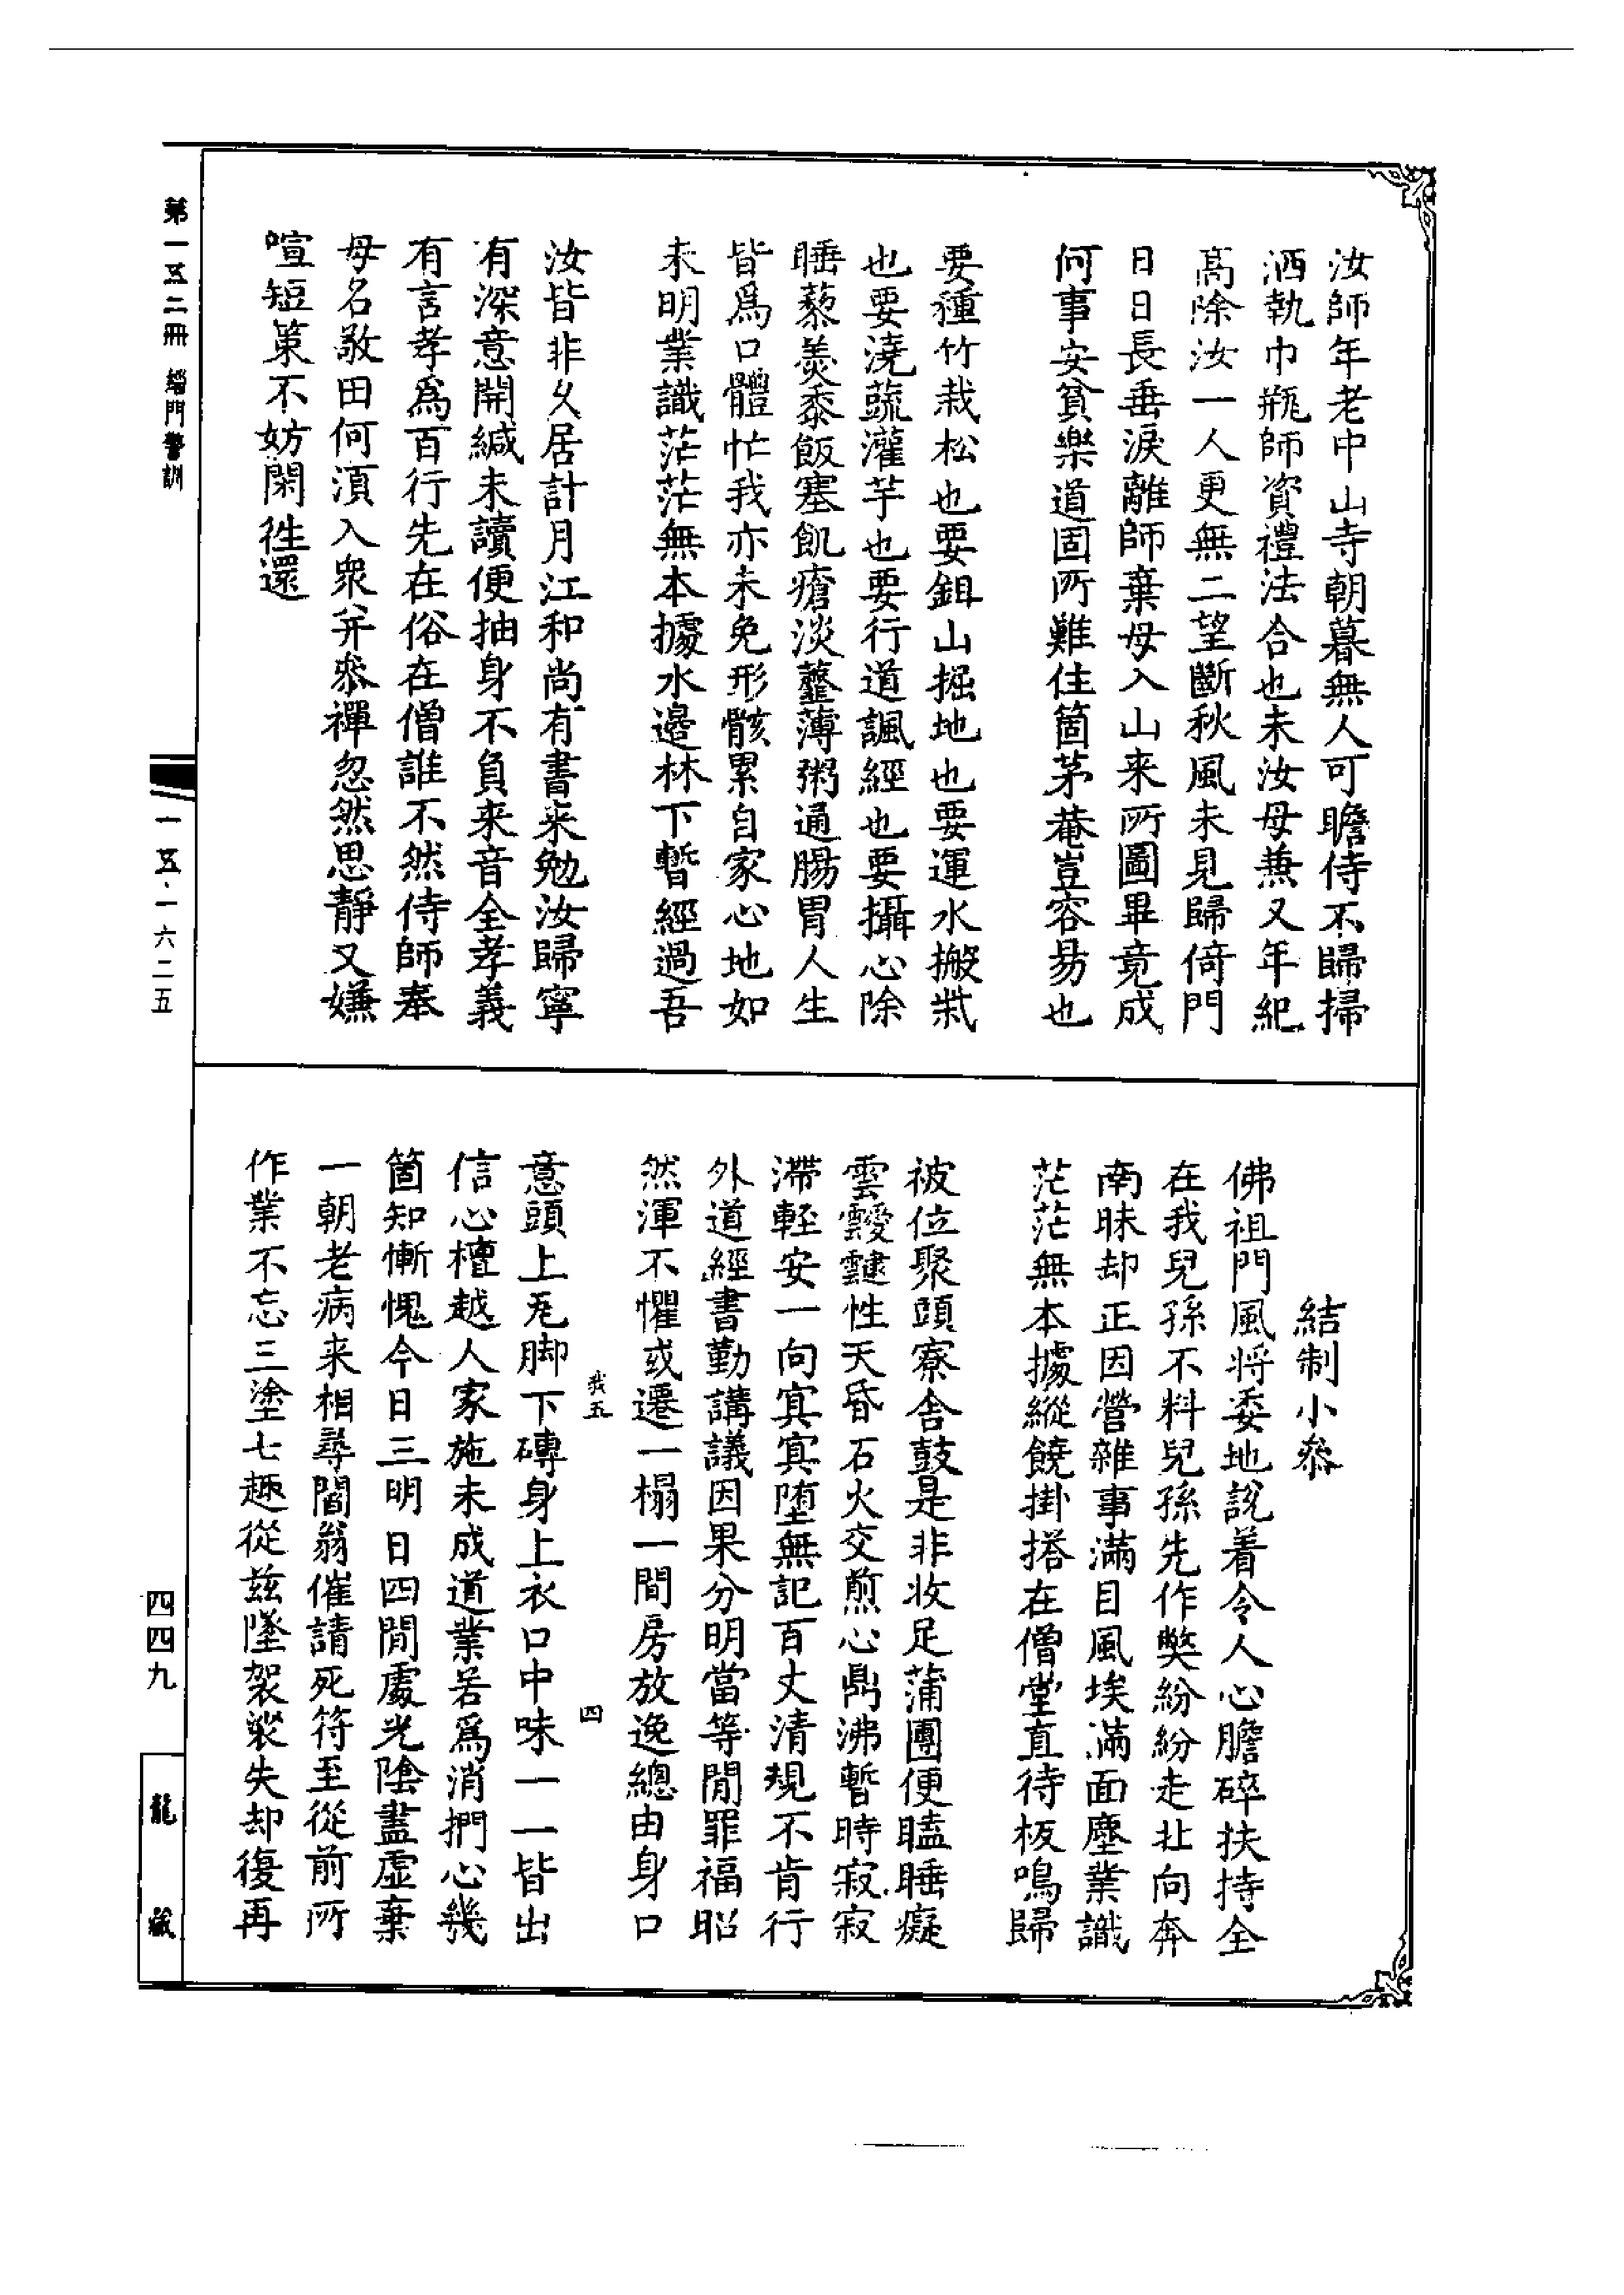 汝師年老中山寺朝暮無人可瞻侍不歸掃
洒執巾瓶師資禮法合也未汝母兼又年紀
高除汝一人更無二望斷秋風未見歸倚門
日日長垂淚離師棄母入山来所圖畢竟成
何事安貧樂道固所難住箇茅菴豈容易也
要種竹栽松也要鉏山掘地也要運水搬柴
也要澆蔬灌芋也要行道諷經也要攝心除
睡藜羹黍飯塞飢瘡淡虀薄粥通腸胃人生
皆爲口體忙我亦未免形骸累自家心地如
未明業識茫茫無本據水邊林下暫經過吾
汝皆非久居計月江和尚有書来勉汝歸寧
有深意開緘未讀便抽身不負来音全孝義
有言孝爲百行先在俗在僧誰不然侍師奉
母名敬田何湏入衆并叅禪忽然思靜又嫌
喧短策不妨閑徃還
結制小叅
佛祖門風将委地說着令人心膽碎扶持全
在我兒孫不料兒孫先作獘紛紛走北向奔
南昧却正因營雜事滿目風埃滿面塵業識
茫茫無本據縱饒掛搭在僧堂直待板鳴歸
被位聚頭寮舍鼓是非收足蒲團便瞌睡癡
雲靉靆性天昏石火交煎心鼎沸暫時寂寂
滯輕安一向冥冥墮無記百丈清規不肯行
外道經書勤講議因果分明當等閒罪福昭
然渾不懼或遷一榻一間房放逸總由身口
我五
四
意頭上瓦脚下磚身上衣口中味一一皆出
信心檀越人家施未成道業若爲消捫心幾
箇知慚愧今日三明日四閒處光陰盡虛棄
一朝老病来相尋閻翁催請死符至從前所
作業不忘三塗七趣從兹墜袈裟失却復再
第一五二冊 緇門警訓
一五·一六二五
四四九
龍藏